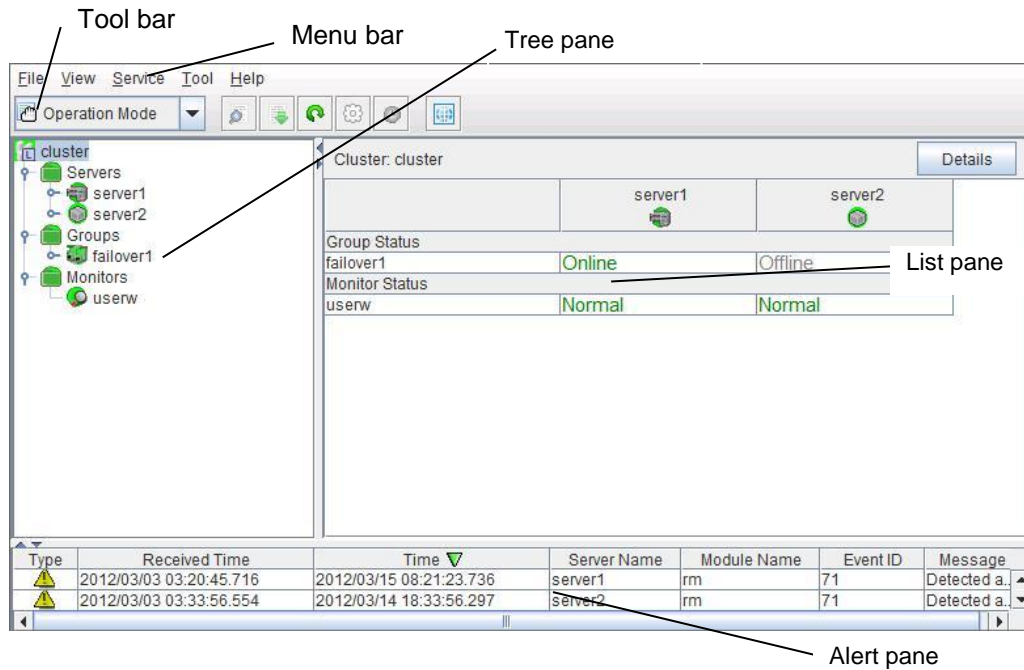 Tool bar
Menu bar
Tree pane
File View Service Tool Help
Operation Mode
cluster
Servers
server1
server2
Groups
failover1
Monitors
userw
Cluster: cluster
Details
server1 server2
Group Status
failover1 Online Offline
Monitor Status
userw Normal Normal
List pane
Type Received Time Time Server Name Module Name Event ID Message
2012/03/03 03:20:45.716 2012/03/15 08:21:23.736 server1 rm 71 Detected a..
2012/03/03 03:33:56.554 2012/03/14 18:33:56.297 server2 rm 71 Detected a..
Alert pane